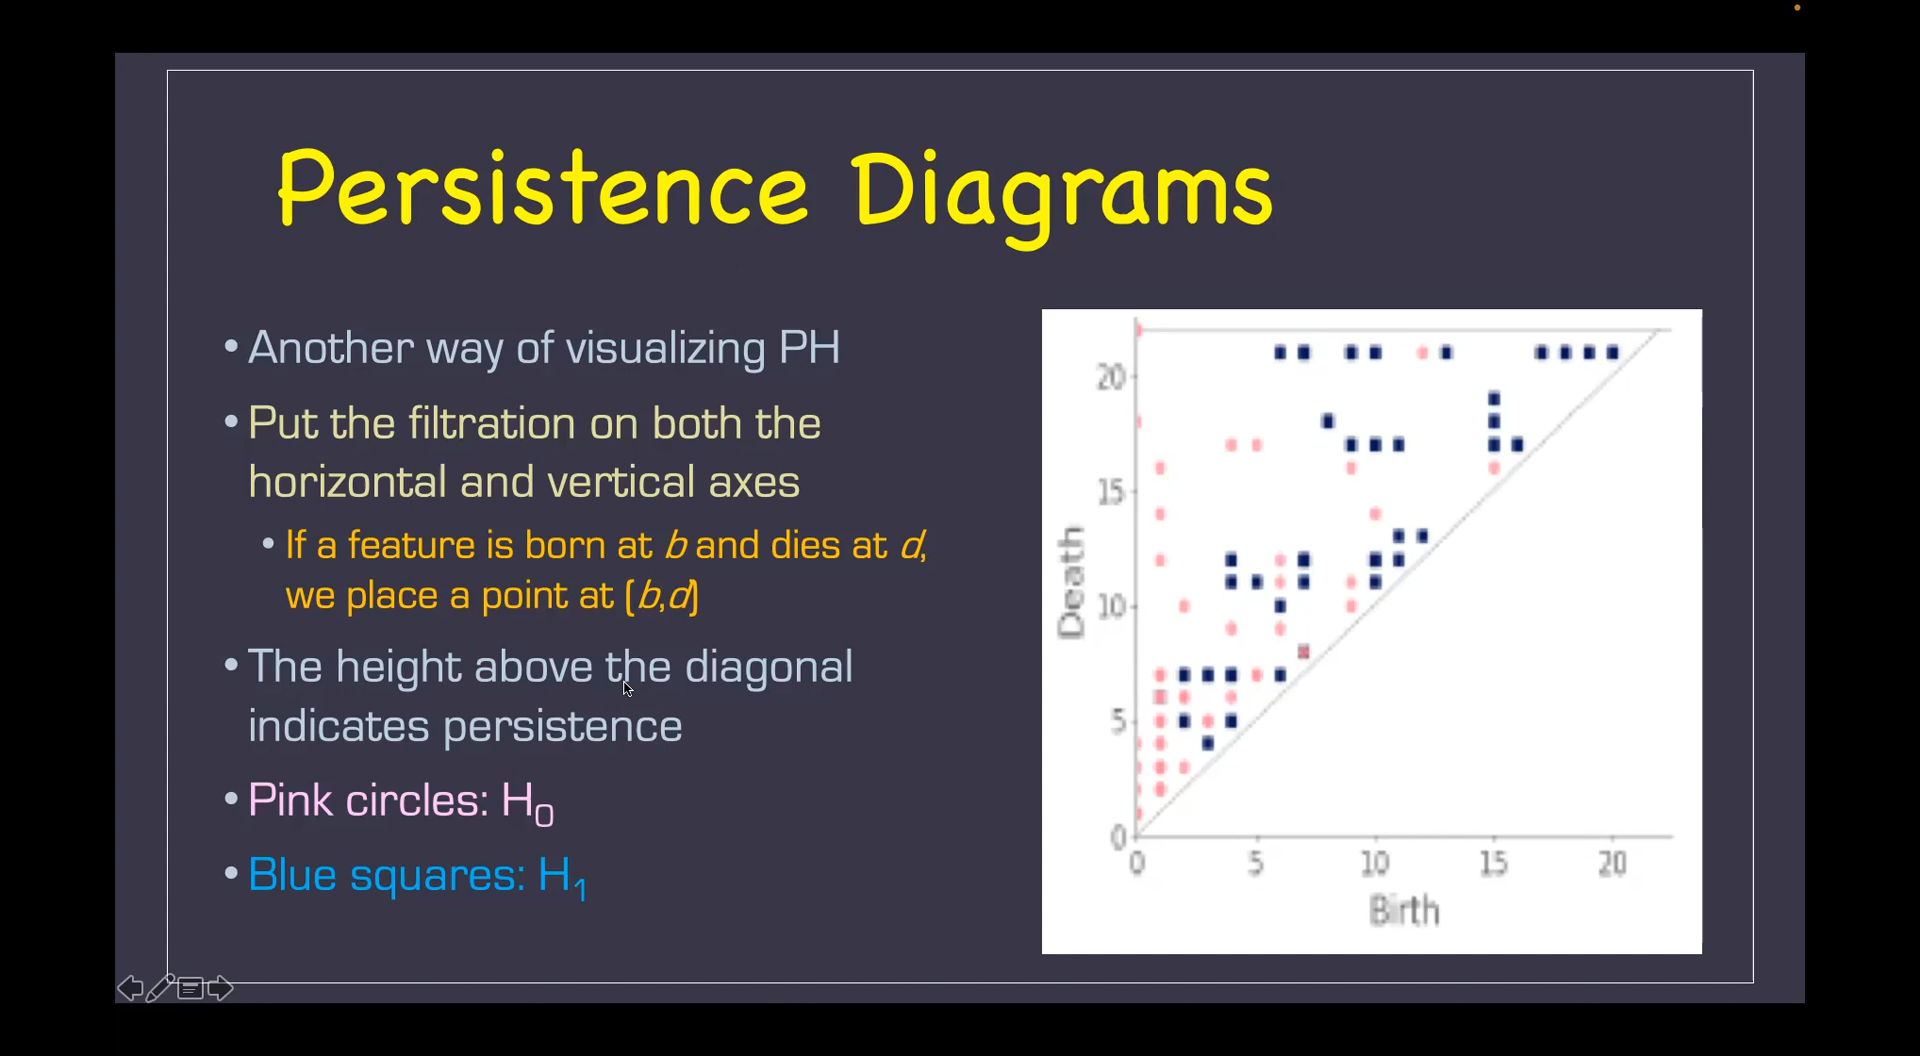 Persistence Diagrams
• Another way of visualizing PH
• Put the filtration on both the
horizontal and vertical axes
• If a feature is born at b and dies at d,
we place a point at (b,d)
• The height above the diagonal
indicates persistence
• Pink circles: H₀
• Blue squares: H₁
20
15
10
5
0
Death
0 5 10 15 20
Birth